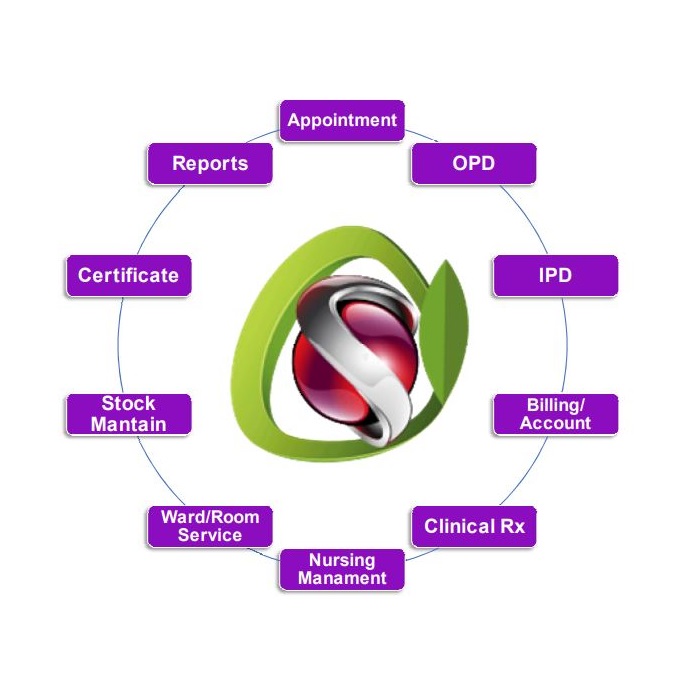 Appointment
OPD
IPD
Billing/
Account
Clinical Rx
Nursing
Manament
Ward/Room
Service
Stock
Mantain
Certificate
Reports